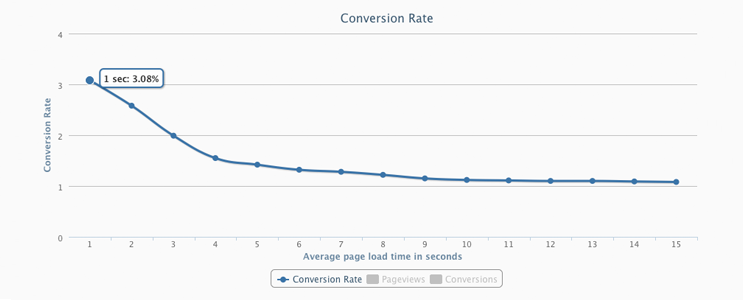 Conversion Rate
4
3
2
1
0
Conversion Rate
1 sec: 3.08%
1 2 3 4 5 6 7 8 9 10 11 12 13 14 15
Average page load time in seconds
Conversion Rate Pageviews Conversions